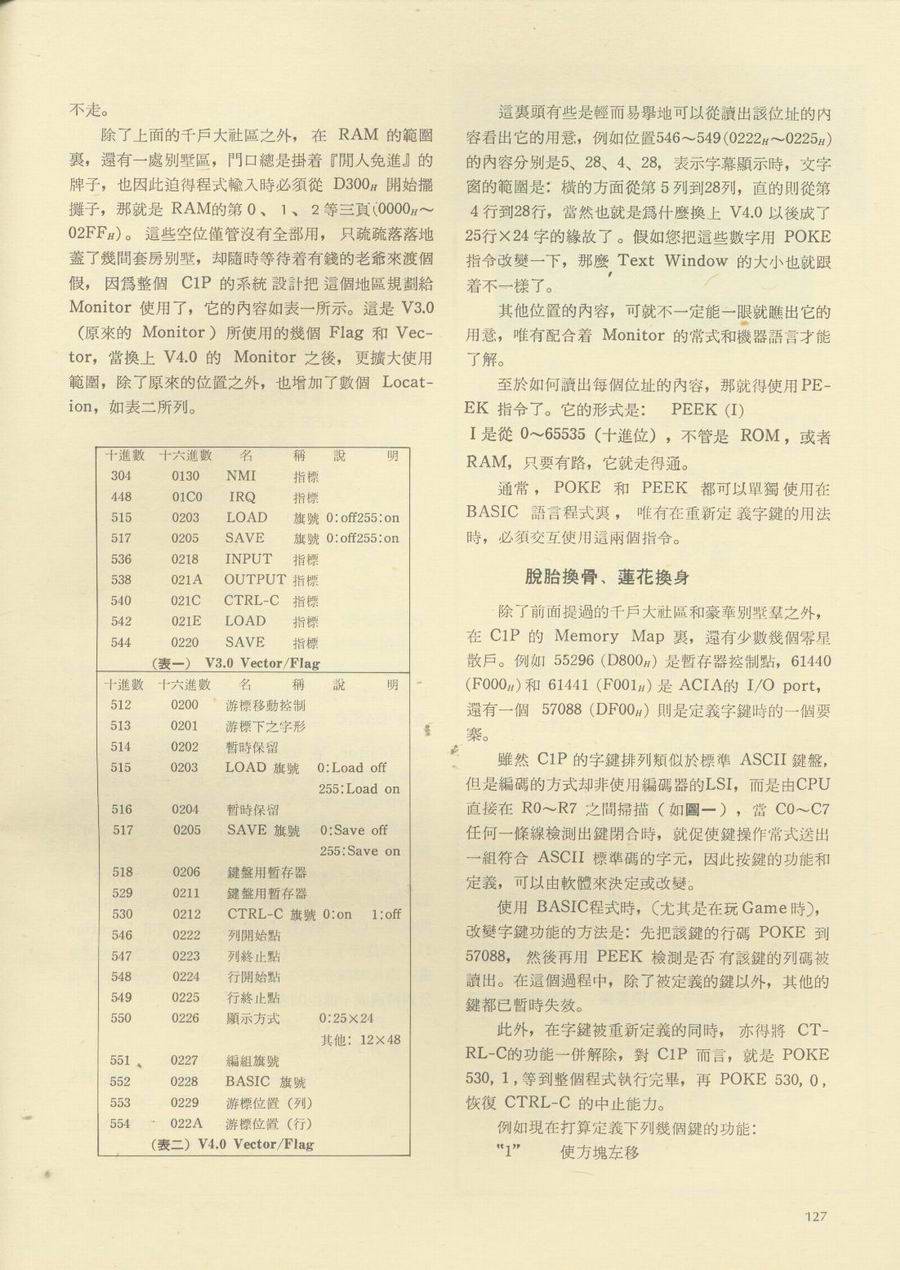 不走。
除了上面的千戶大社區之外，在 RAM 的範圍
裏，還有一處別墅區，門口總是掛着『閒人免進』的
牌子，也因此迫得程式輸入時必須從 D300H 開始擺
攤子，那就是 RAM的第 0 、 1 、 2 等三頁(0000H～
02FFH)。這些空位僅管沒有全部用， 只疏疏落落地
蓋了幾間套房別墅，却隨時等待着有錢的老爺來渡個
假， 因爲整個 C1P 的系統 設計把 這個地區規劃給
Monitor 使用了，它的內容如表一所示。這是 V3.0
（原來的 Monitor ）所使用的幾個 Flag 和 Vec-
tor，當換上 V4.0 的 Monitor 之後， 更擴大使用
範圍，除了原來的位置之外，也增加了數個 Locat-
ion，如表二所列。
十進數 十六進數 名 稱 說 明
304 0130 NMI 指標
448 01C0 IRQ 指標
515 0203 LOAD 旗號 0:off255:on
517 0205 SAVE 旗號 0:off255:on
536 0218 INPUT 指標
538 021A OUTPUT 指標
540 021C CTRL-C 指標
542 021E LOAD 指標
544 0220 SAVE 指標
(表一) V3.0 Vector/Flag
十進數 十六進數 名 稱 說 明
512 0200 游標移動控制
513 0201 游標下之字形
514 0202 暫時保留
515 0203 LOAD 旗號 0:Load off
255:Load on
516 0204 暫時保留
517 0205 SAVE 旗號 0:Save off
255:Save on
518 0206 鍵盤用暫存器
529 0211 鍵盤用暫存器
530 0212 CTRL-C 旗號 0:on 1:off
546 0222 列開始點
547 0223 列終止點
548 0224 行開始點
549 0225 行終止點
550 0226 顯示方式 0:25×24
其他: 12×48
551 0227 編組旗號
552 0228 BASIC 旗號
553 0229 游標位置（列）
554 022A 游標位置（行）
(表二) V4.0 Vector/Flag
這裏頭有些是輕而易舉地可以從讀出該位址的內
容看出它的用意，例如位置546～549 (0222H～0225H)
的內容分別是5、28、4、28，表示字幕顯示時，文字
窗的範圍是：橫的方面從第 5 列到28列，直的則從第
4 行到28行，當然也就是爲什麼換上 V4.0 以後成了
25行×24 字的緣故了 。假如您把這些數字用 POKE
指令改變一下，那麼 Text Window 的大小也就跟
着不一樣了。
其他位置的內容，可就不一定能一眼就瞧出它的
用意，唯有配合着 Monitor 的常式和機器語言才能
了解。
至於如何讀出每個位址的內容，那就得使用 PE-
EK 指令了。它的形式是： PEEK (I)
I 是從 0～65535（十進位），不管是 ROM，或者
RAM，只要有路，它就走得通。
通常， POKE 和 PEEK 都可以單獨 使用在
BASIC 語言程式裏 ， 唯有在重新定 義字鍵的用法
時，必須交互使用這兩個指令。
脫胎換骨、蓮花換身
除了前面提過的千戶大社區和豪華別墅羣之外，
在 C1P 的 Memory Map 裏，還有少數幾個零星
散戶。例如 55296 (D800H) 是暫存器控制點，61440
(F000H) 和 61441 (F001H) 是 ACIA的 I/O port，
還有一個 57088 (DF00H) 則是定義字鍵時的一個要
寨。
雖然 C1P 的字鍵排列類似於標準 ASCII 鍵盤，
但是編碼的方式却非使用編碼器的LSI，而是由CPU
直接在 R0～R7 之間掃描（如圖一），當 C0～C7
任何一條線檢測出鍵閉合時，就促使鍵操作常式送出
一組符合 ASCII 標準碼的字元，因此按鍵的功能和
定義，可以由軟體來決定或改變。
使用 BASIC程式時，（尤其是在玩 Game 時），
改變字鍵功能的方法是：先把該鍵的行碼 POKE 到
57088， 然後再用 PEEK 檢測是否 有該鍵的列碼被
讀出。在這個過程中，除了被定義的鍵以外，其他的
鍵都已暫時失效。
此外，在字鍵被重新定義的同時， 亦得將 CT-
RL-C的功能一併解除，對 C1P 而言，就是 POKE
530, 1 , 等到整個程式執行完畢，再 POKE 530, 0 ,
恢復 CTRL-C 的中止能力。
例如現在打算定義下列幾個鍵的功能：
“1” 使方塊左移
127